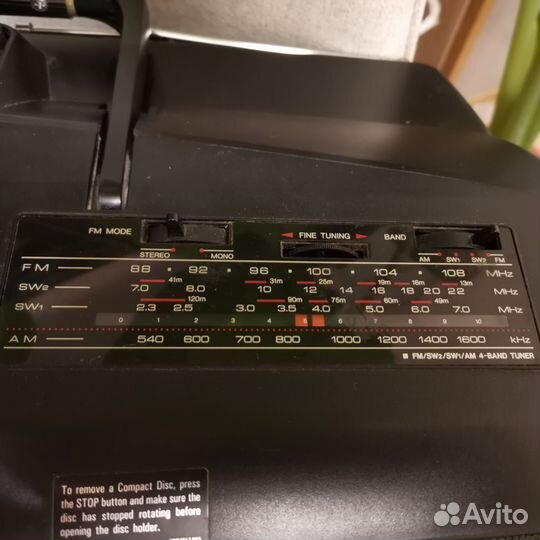 FM MODE
STEREO MONO
FINE TUNING
BAND
AM SW1 SW2 FM
FM 88 92 96 100 104 108 MHz
41m 31m 25m 19m 16m 13m
SW2 7.0 8.0 10 12 14 16 18 20 22 MHz
120m 90m 75m 60m 49m
SW1 2.3 2.5 3.0 3.5 4.0 5.0 6.0 7.0 MHz
0 1 2 3 4 5 6 7 8 9 10
AM 540 600 700 800 1000 1200 1400 1600 kHz
■ FM/SW2/SW1/AM 4-BAND TUNER
To remove a Compact Disc, press
the STOP button and make sure the
disc has stopped rotating before
opening the disc holder.
Avito